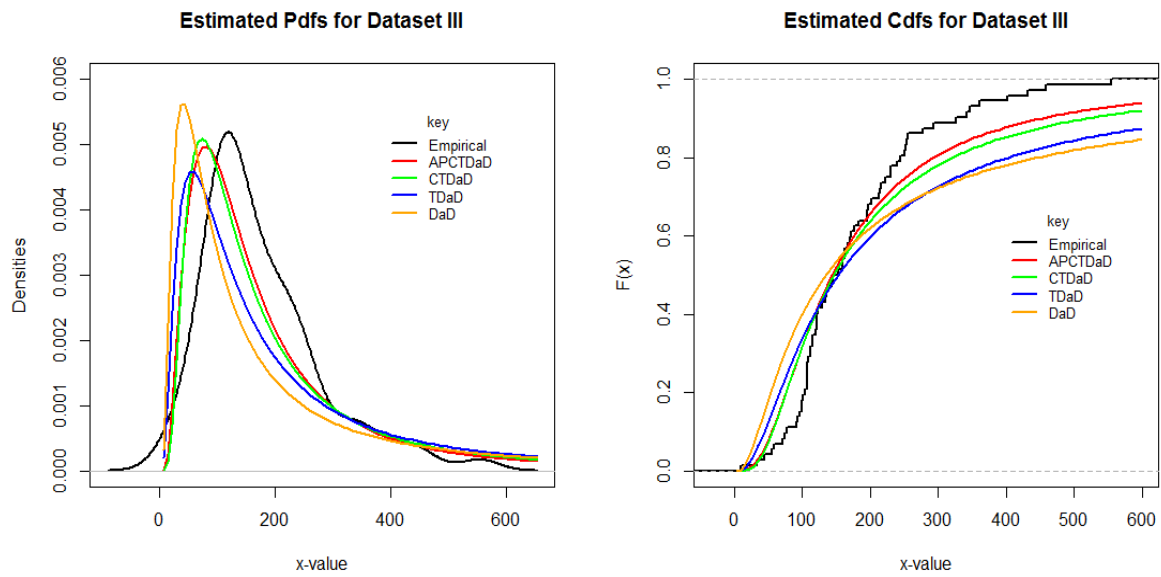 Estimated Pdfs for Dataset III
Densities
0.006
0.005
0.004
0.003
0.002
0.001
0.000
key
Empirical
APCTDaD
CTDaD
TDaD
DaD
0
200
400
600
x-value
Estimated Cdfs for Dataset III
F(x)
1.0
0.8
0.6
0.4
0.2
0.0
key
Empirical
APCTDaD
CTDaD
TDaD
DaD
0
100
200
300
400
500
600
x-value